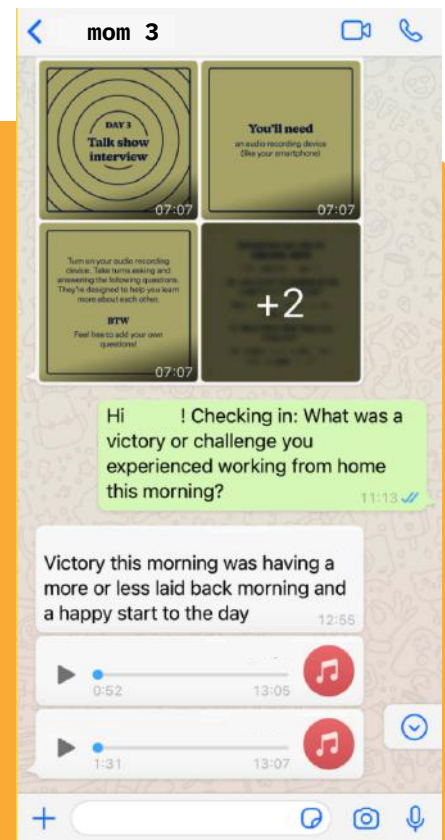 mom 3
DAY 3
Talk show
interview
07:07
You'll need
an audio recording device
(like your smartphone)
07:07
Turn on your audio recording
device. Take turns asking and
answering the following questions.
They're designed to help you learn
more about each other.
BTW
Feel free to add your own
questions!
07:07
+2
Hi ! Checking in: What was a
victory or challenge you
experienced working from home
this morning?
11:13
Victory this morning was having a
more or less laid back morning and
a happy start to the day
12:55
0:52
13:05
1:31
13:07